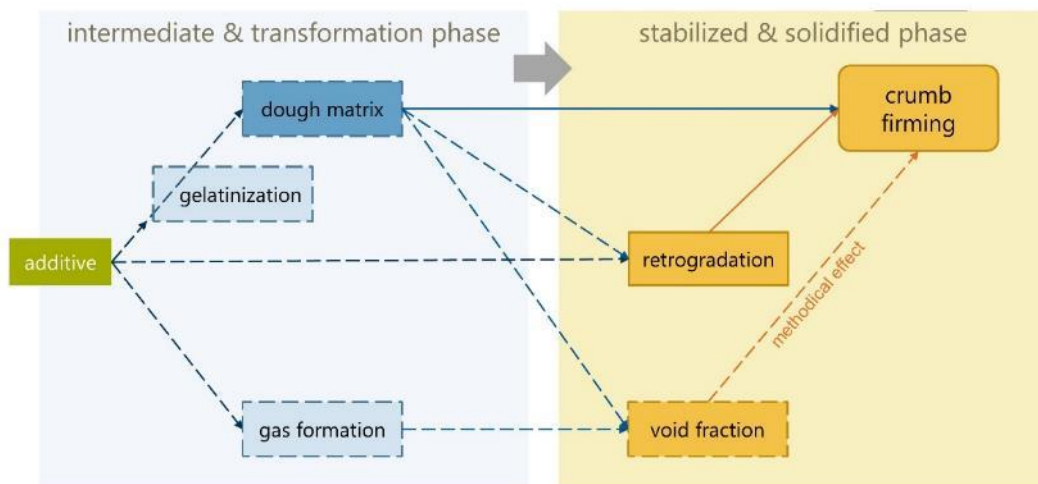 intermediate & transformation phase
stabilized & solidified phase
dough matrix
crumb
firming
gelatinization
additive
retrogradation
methodical effect
gas formation
void fraction